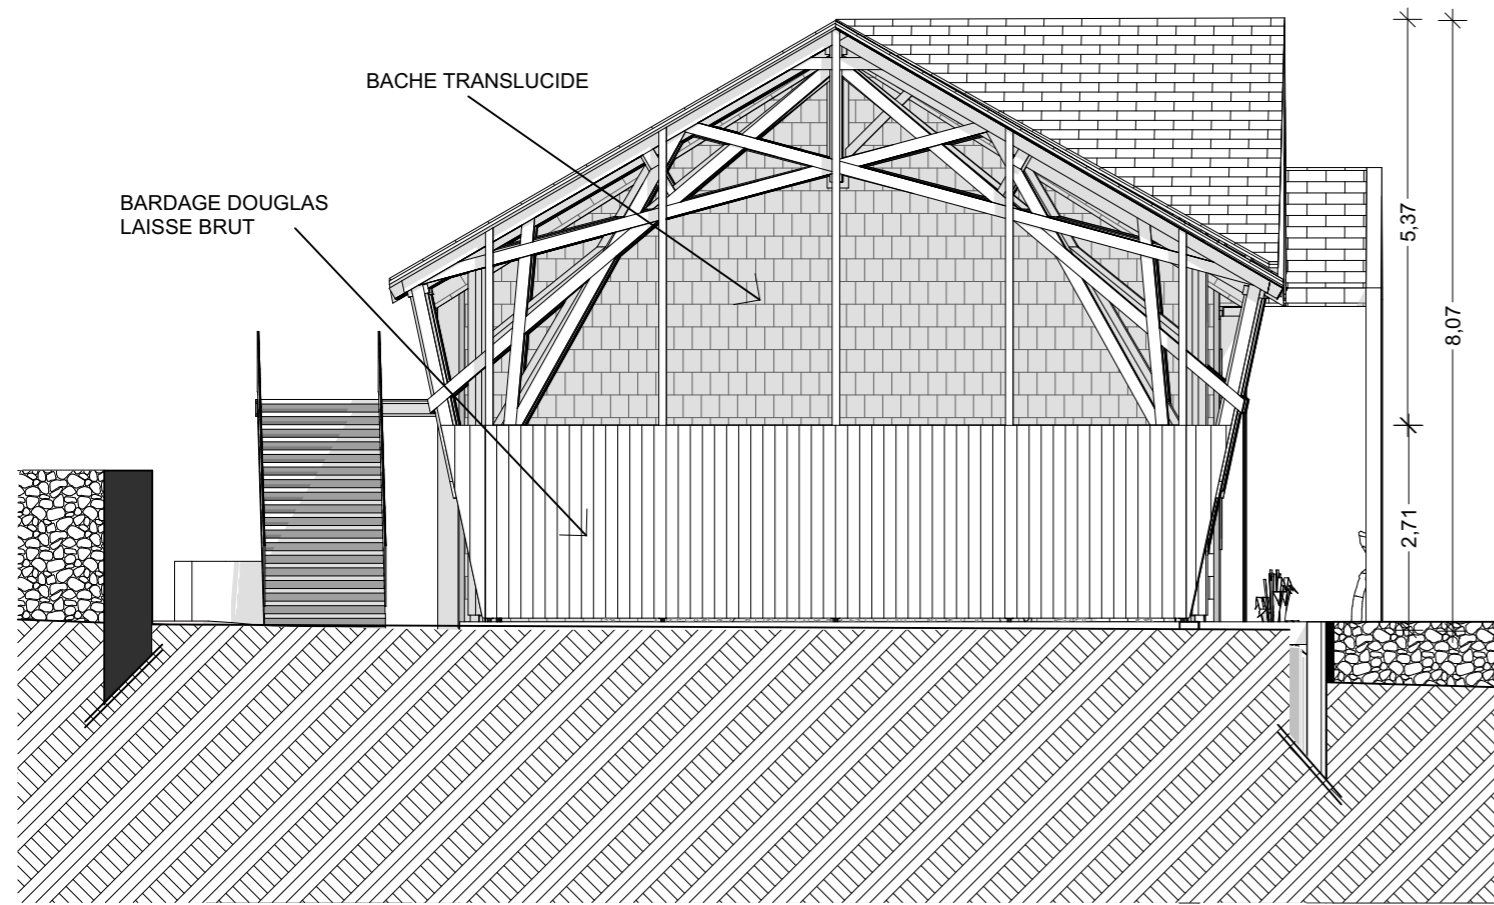 BACHE TRANSLUCIDE
BARDAGE DOUGLAS
LAISSE BRUT
5,37
8,07
2,71